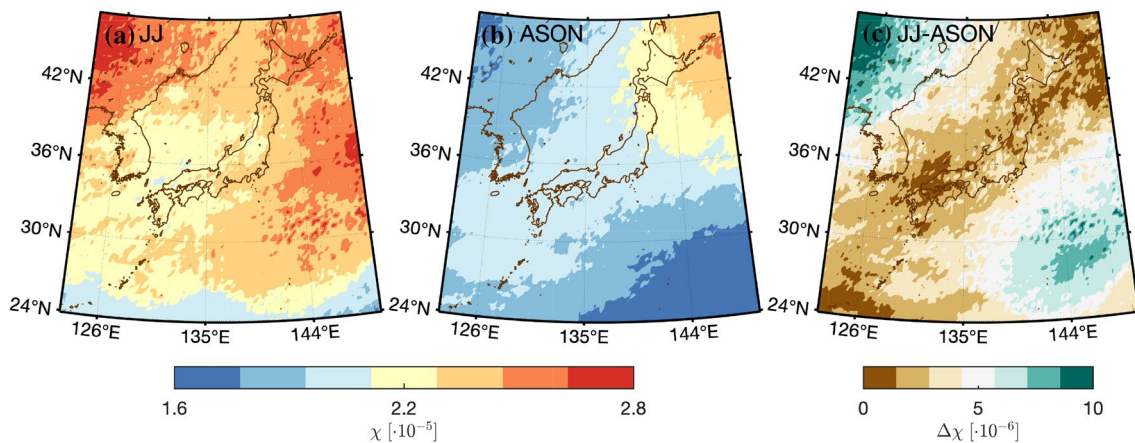 (a) JJ
(b) ASON
(c) JJ-ASON
42°N
36°N
30°N
24°N
126°E
135°E
144°E
42°N
36°N
30°N
24°N
126°E
135°E
144°E
42°N
36°N
30°N
24°N
126°E
135°E
144°E
1.6
2.2
2.8
χ [·10⁻⁵]
0
5
10
Δχ [·10⁻⁶]